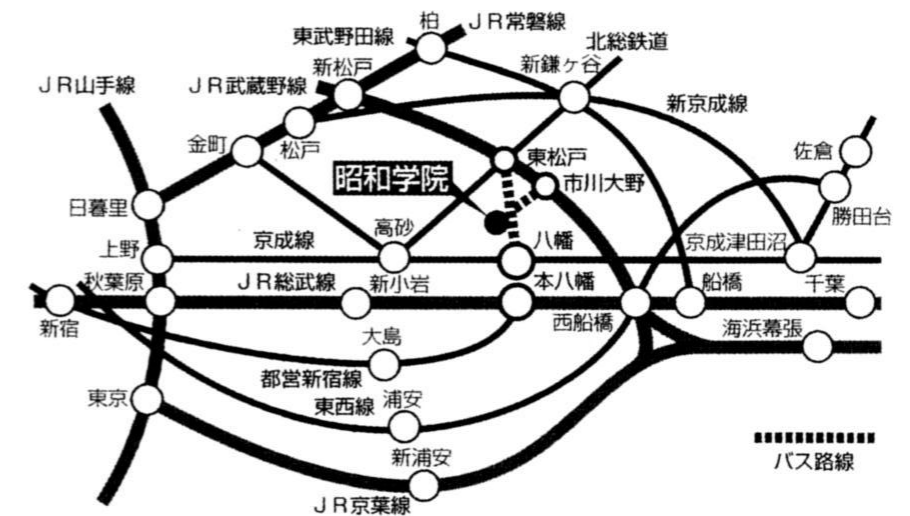 柏
JR常磐線
東武野田線
北総鉄道
新松戸
新鎌ヶ谷
JR山手線
JR武蔵野線
新京成線
金町
松戸
東松戸
佐倉
昭和学院
市川大野
日暮里
勝田台
高砂
上野
京成線
八幡
京成津田沼
秋葉原
JR総武線
新小岩
本八幡
船橋
千葉
新宿
西船橋
大島
海浜幕張
都営新宿線
東京
東西線
浦安
新浦安
バス路線
JR京葉線